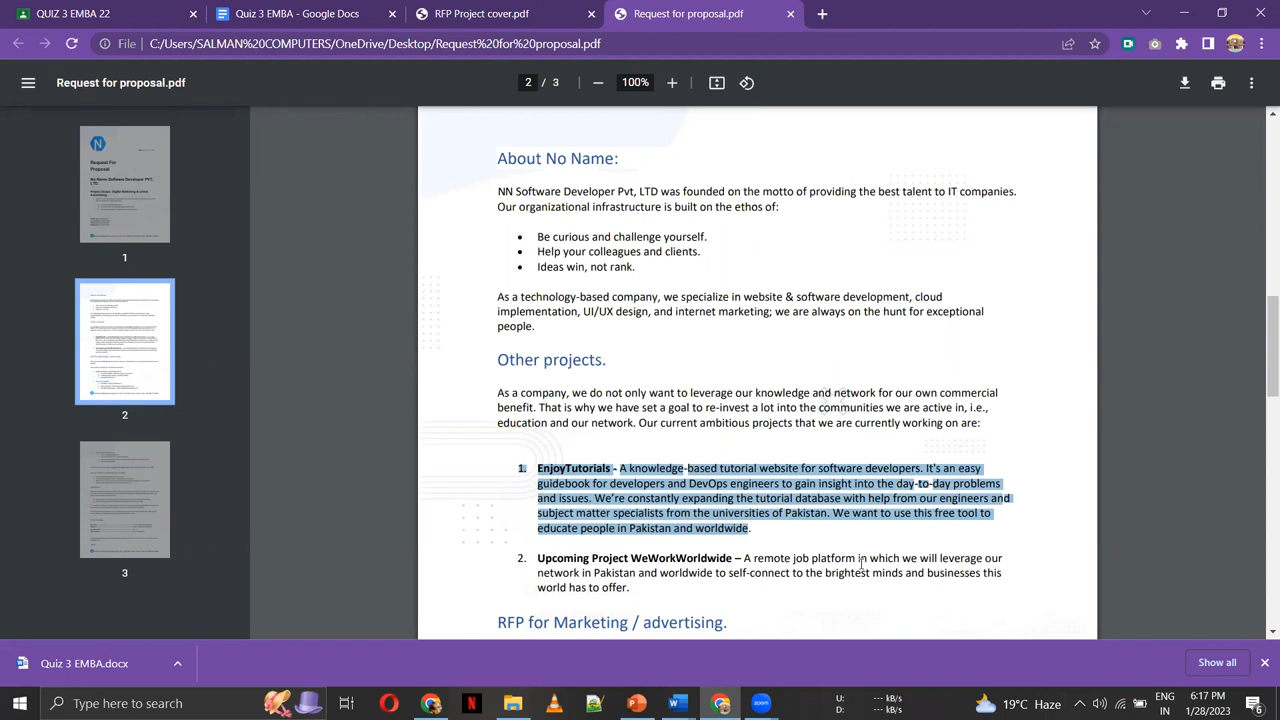 Quiz 3 EMBA 22
Quiz 3 EMBA - Google Docs
RFP Project cover.pdf
Request for proposal.pdf
File
C:/Users/SALMAN%20COMPUTERS/OneDrive/Desktop/Request%20for%20proposal.pdf
Request for proposal.pdf
2 / 3
100%
Request For
Proposal
1
2
3
About No Name:
NN Software Developer Pvt, LTD was founded on the motto of providing the best talent to IT companies.
Our organizational infrastructure is built on the ethos of:
• Be curious and challenge yourself.
• Help your colleagues and clients.
• Ideas win, not rank.
As a technology-based company, we specialize in website & software development, cloud
implementation, UI/UX design, and internet marketing; we are always on the hunt for exceptional
people.
Other projects.
As a company, we do not only want to leverage our knowledge and network for our own commercial
benefit. That is why we have set a goal to re-invest a lot into the communities we are active in, i.e.,
education and our network. Our current ambitious projects that we are currently working on are:
1. EnjoyTutorials - A knowledge-based tutorial website for software developers. It's an easy
guidebook for developers and DevOps engineers to gain insight into the day-to-day problems
and issues. We're constantly expanding the tutorial database with help from our engineers and
subject matter specialists from the universities of Pakistan. We want to use this free tool to
educate people in Pakistan and worldwide.
2. Upcoming Project WeWorkWorldwide – A remote job platform in which we will leverage our
network in Pakistan and worldwide to self-connect to the brightest minds and businesses this
world has to offer.
RFP for Marketing / advertising.
Quiz 3 EMBA.docx
Show all
Type here to search
U: --- kB/s
D: --- kB/s
19°C Haze
ENG
IN
6:17 PM
1/28/2023
6